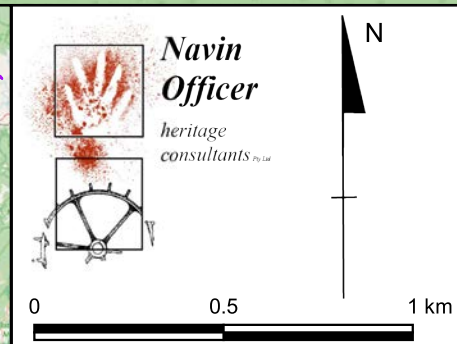 Navin
Officer
heritage
consultants Pty Ltd
N
0 0.5 1 km